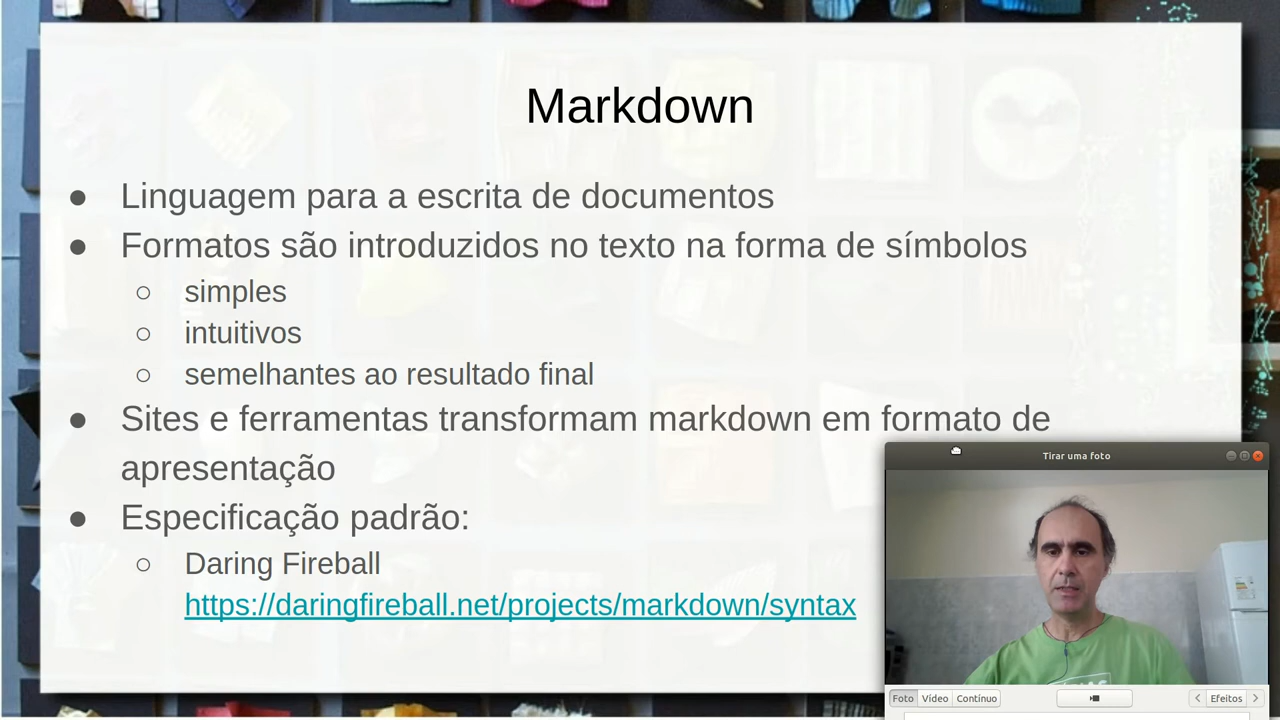 Markdown
● Linguagem para a escrita de documentos
● Formatos são introduzidos no texto na forma de símbolos
○ simples
○ intuitivos
○ semelhantes ao resultado final
● Sites e ferramentas transformam markdown em formato de
apresentação
● Especificação padrão:
○ Daring Fireball
https://daringfireball.net/projects/markdown/syntax
Tirar uma foto
Foto Vídeo Contínuo
Efeitos